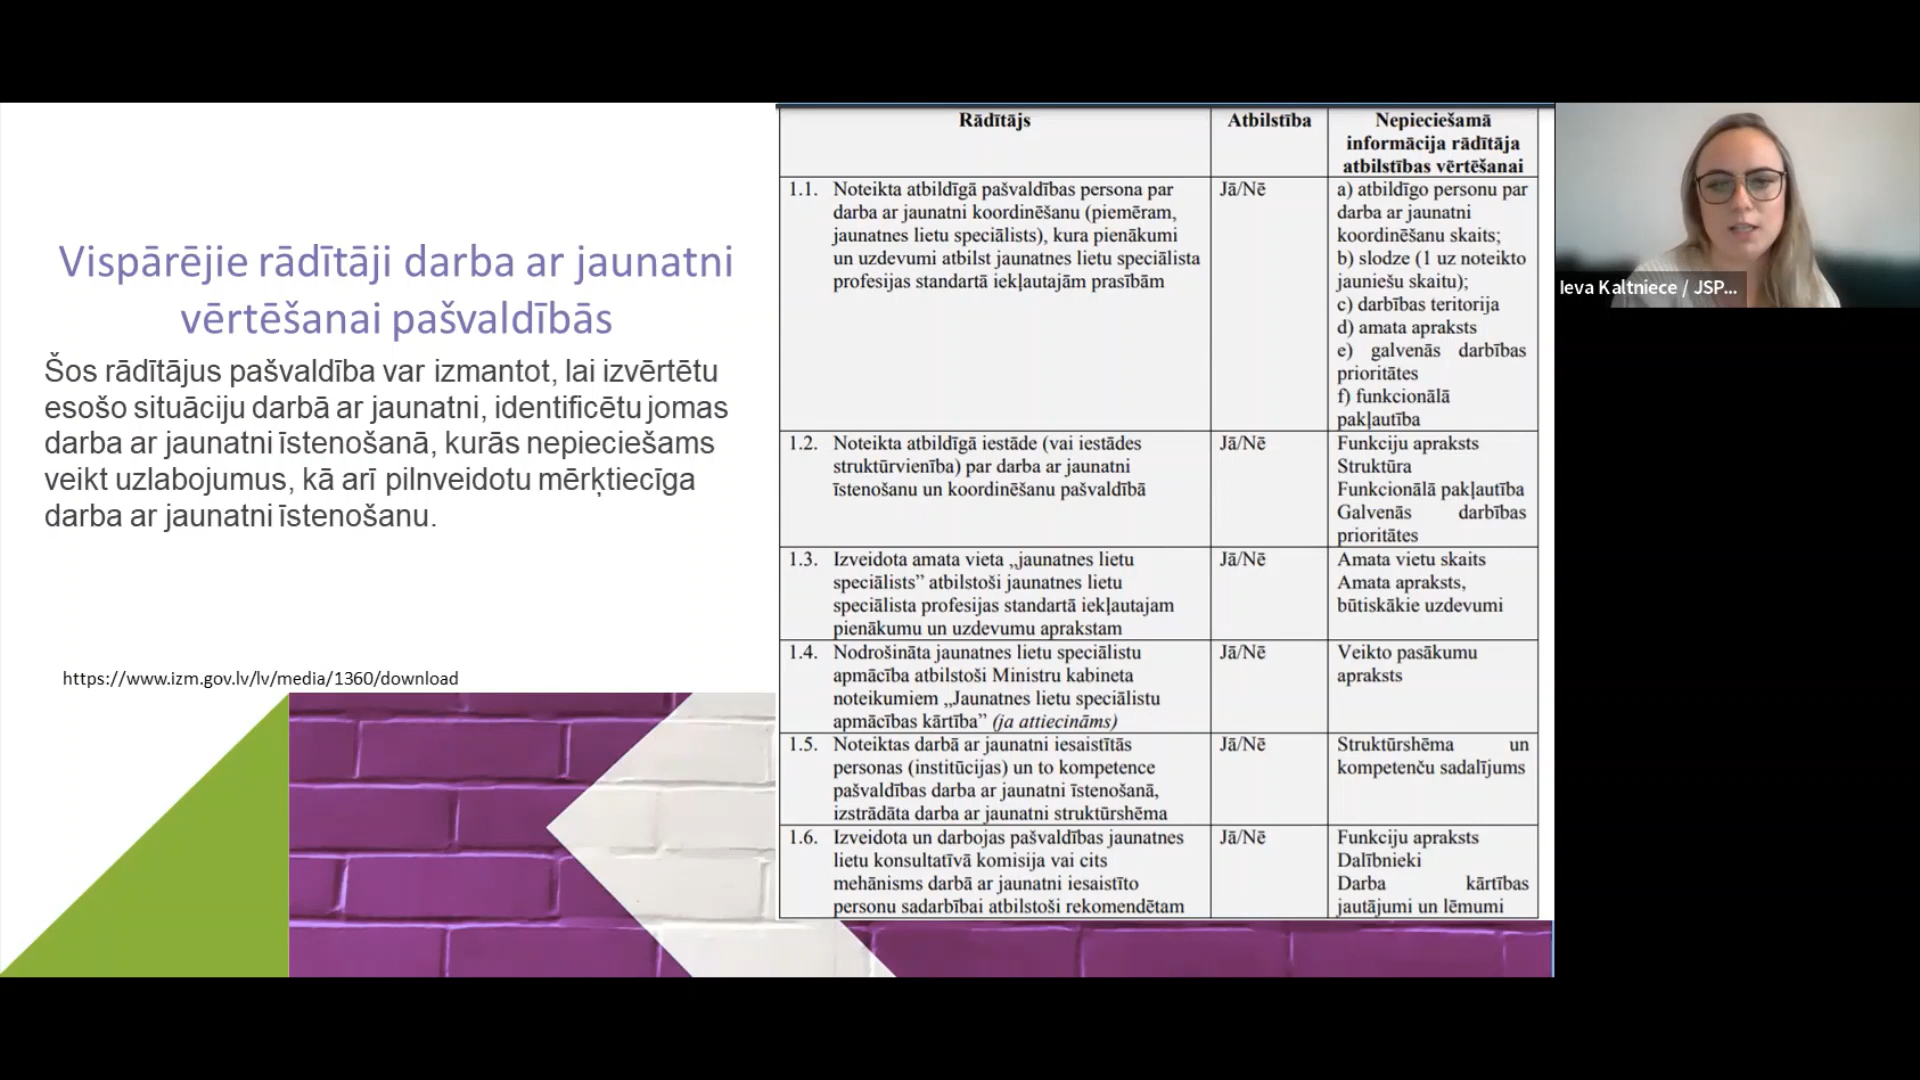 Vispārējie rādītāji darba ar jaunatni
vērtēšanai pašvaldībās
Šos rādītājus pašvaldība var izmantot, lai izvērtētu
esošo situāciju darbā ar jaunatni, identificētu jomas
darba ar jaunatni īstenošanā, kurās nepieciešams
veikt uzlabojumus, kā arī pilnveidotu mērķtiecīga
darba ar jaunatni īstenošanu.
https://www.izm.gov.lv/lv/media/1360/download
Rādītājs
Atbilstība
Nepieciešamā
informācija rādītāja
atbilstības vērtēšanai
1.1. Noteikta atbildīgā pašvaldības persona par
darba ar jaunatni koordinēšanu (piemēram,
jaunatnes lietu speciālists), kura pienākumi
un uzdevumi atbilst jaunatnes lietu speciālista
profesijas standartā iekļautajām prasībām
Jā/Nē
a) atbildīgo personu par
darba ar jaunatni
koordinēšanu skaits;
b) slodze (1 uz noteikto
jauniešu skaitu);
c) darbības teritorija
d) amata apraksts
e) galvenās darbības
prioritātes
f) funkcionālā
pakļautība
1.2. Noteikta atbildīgā iestāde (vai iestādes
struktūrvienība) par darba ar jaunatni
īstenošanu un koordinēšanu pašvaldībā
Jā/Nē
Funkciju apraksts
Struktūra
Funkcionālā pakļautība
Galvenās darbības
prioritātes
1.3. Izveidota amata vieta „jaunatnes lietu
speciālists” atbilstoši jaunatnes lietu
speciālista profesijas standartā iekļautajam
pienākumu un uzdevumu aprakstam
Jā/Nē
Amata vietu skaits
Amata apraksts,
būtiskākie uzdevumi
1.4. Nodrošināta jaunatnes lietu speciālistu
apmācība atbilstoši Ministru kabineta
noteikumiem „Jaunatnes lietu speciālistu
apmācības kārtība” (ja attiecināms)
Jā/Nē
Veikto pasākumu
apraksts
1.5. Noteiktas darbā ar jaunatni iesaistītās
personas (institūcijas) un to kompetence
pašvaldības darba ar jaunatni īstenošanā,
izstrādāta darba ar jaunatni struktūrshēma
Jā/Nē
Struktūrshēma un
kompetenču sadalījums
1.6. Izveidota un darbojas pašvaldības jaunatnes
lietu konsultatīvā komisija vai cits
mehānisms darbā ar jaunatni iesaistīto
personu sadarbībai atbilstoši rekomendētam
Jā/Nē
Funkciju apraksts
Dalībnieki
Darba kārtības
jautājumi un lēmumi
Ieva Kaltniece / JSP...